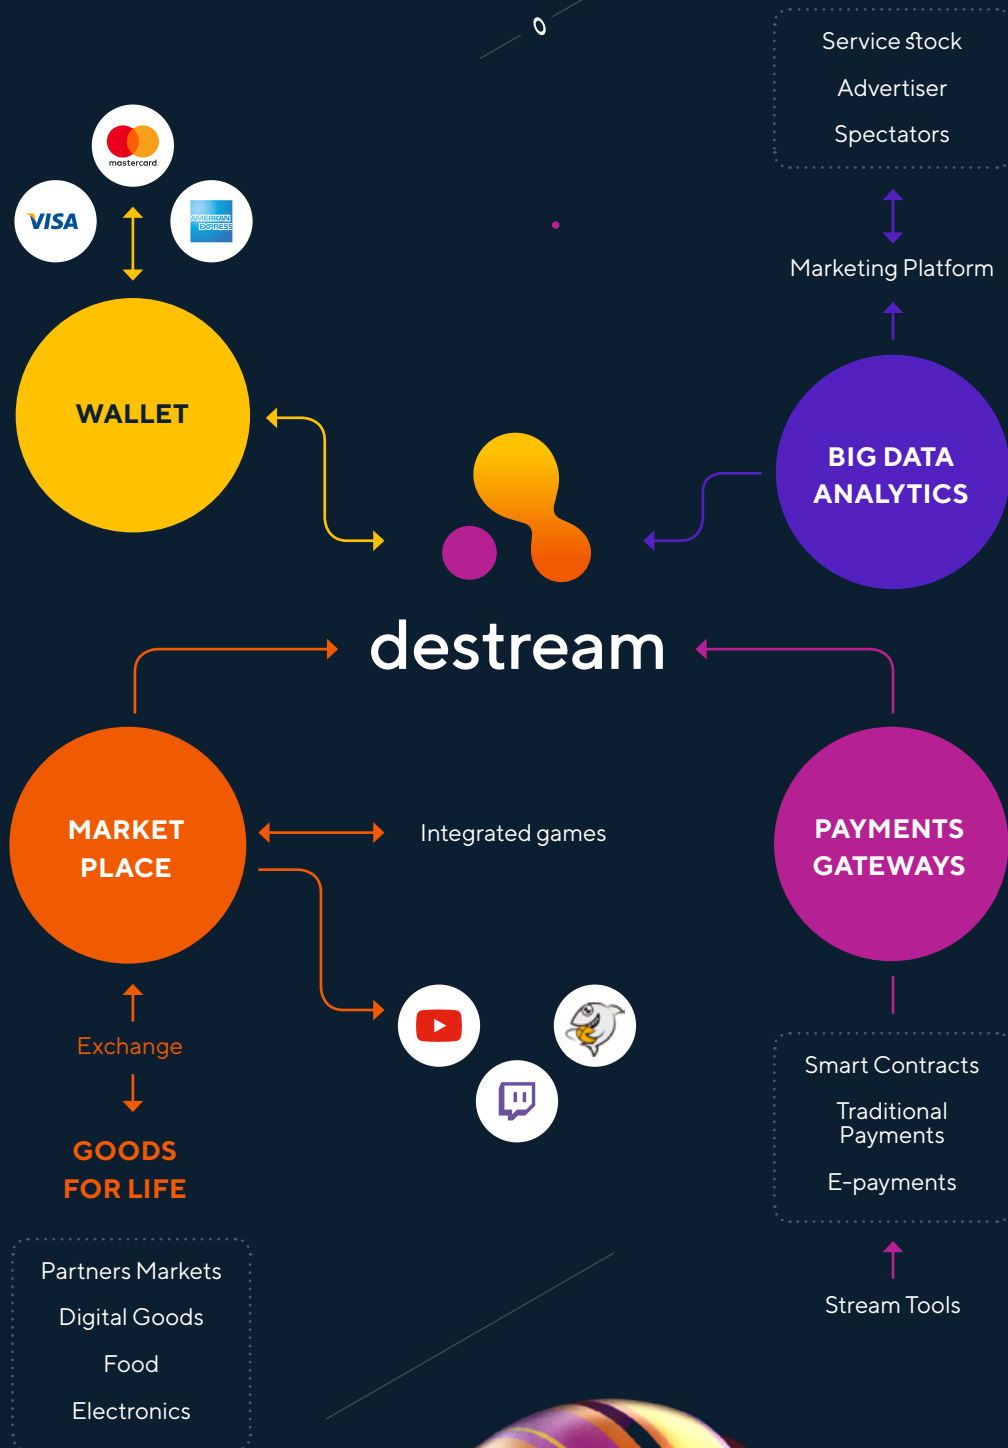 Service stock
Advertiser
Spectators
mastercard.
VISA
AMERICAN
EXPRESS
Marketing Platform
WALLET
BIG DATA
ANALYTICS
destream
MARKET
PLACE
Integrated games
PAYMENTS
GATEWAYS
Exchange
GOODS
FOR LIFE
Smart Contracts
Traditional
Payments
E-payments
Stream Tools
Partners Markets
Digital Goods
Food
Electronics